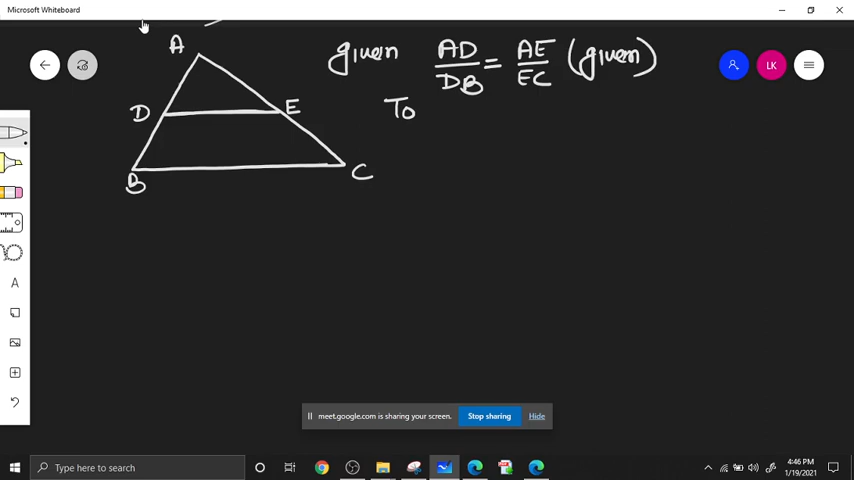 Microsoft Whiteboard
A
given AD/DB = AE/EC (given)
LK
D
E
To
B
C
A
meet.google.com is sharing your screen.
Stop sharing
Hide
Type here to search
4:46 PM
1/19/2021